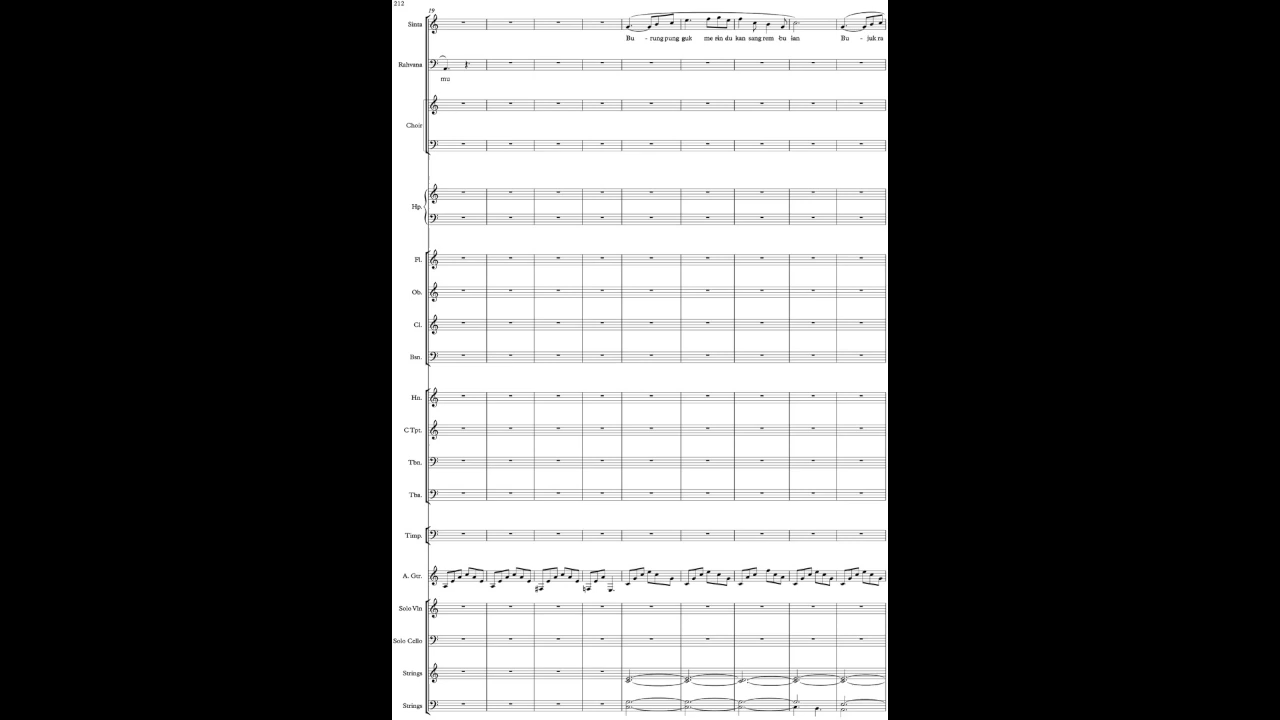 212
19
Sinta
Bu - rung pung guk me rin du kan sang rem bu lan Bu - juk ra
Rahvana
mu
Choir
Hp.
Fl.
Ob.
Cl.
Bsn.
Hn.
C Tpt.
Tbn.
Tba.
Timp.
A. Gtr.
Solo Vln
Solo Cello
Strings
Strings